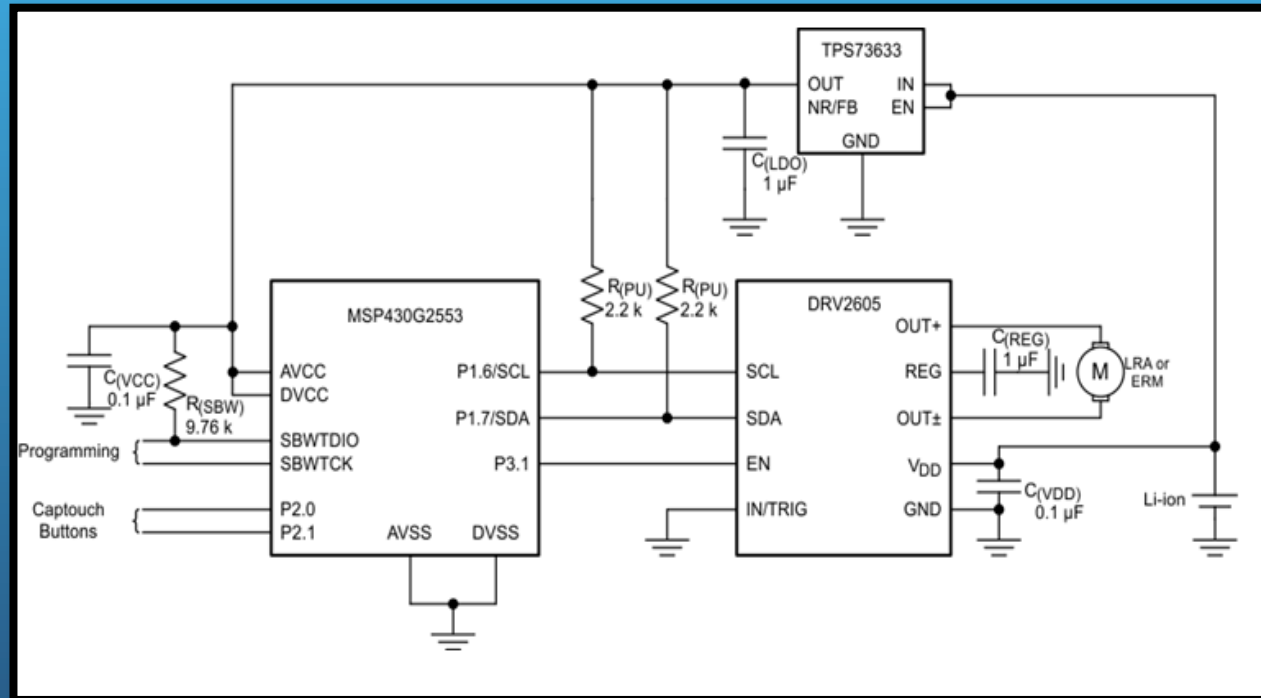 TPS73633
OUT
IN
NR/FB
EN
GND
C(LDO)
1 µF
R(PU)
2.2 k
R(PU)
2.2 k
MSP430G2553
AVCC
DVCC
SBWTDIO
SBWTCK
P2.0
P2.1
AVSS
DVSS
P1.6/SCL
P1.7/SDA
P3.1
C(VCC)
0.1 µF
R(SBW)
9.76 k
Programming
Captouch
Buttons
DRV2605
SCL
SDA
EN
IN/TRIG
OUT+
REG
OUT±
VDD
GND
C(REG)
1 µF
M
LRA or
ERM
C(VDD)
0.1 µF
Li-ion